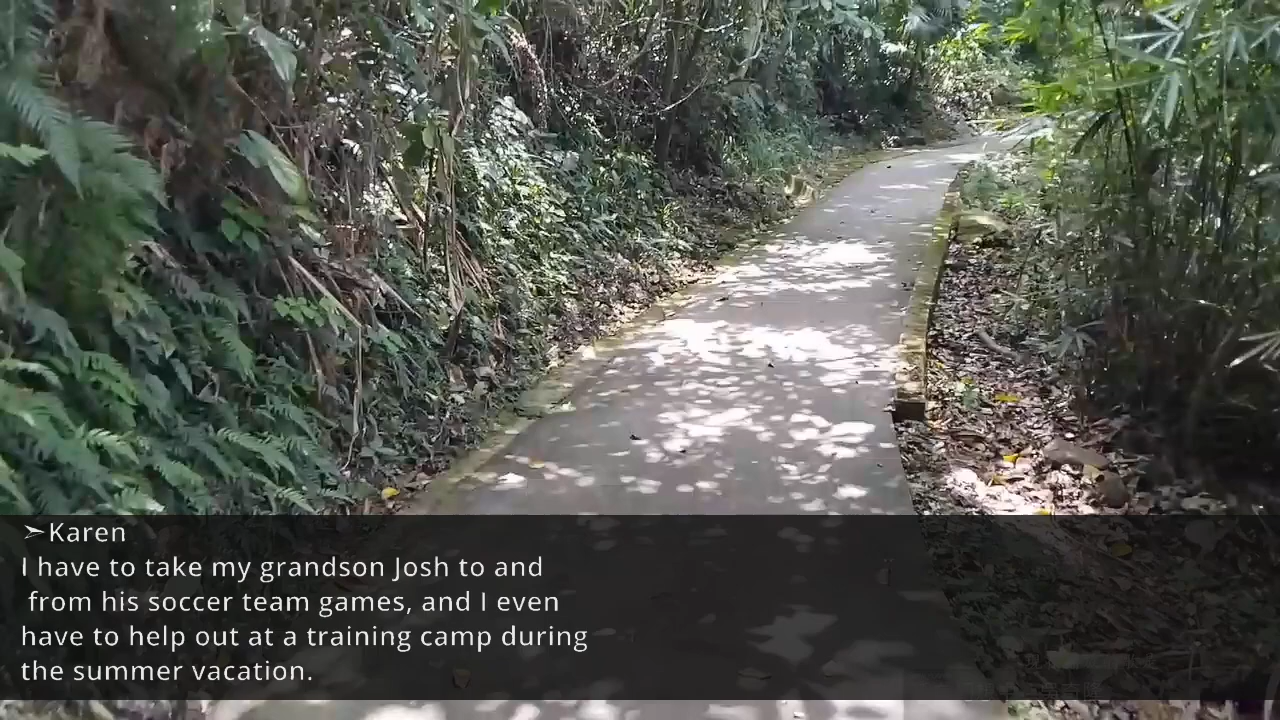 ➣Karen
I have to take my grandson Josh to and
from his soccer team games, and I even
have to help out at a training camp during
the summer vacation.